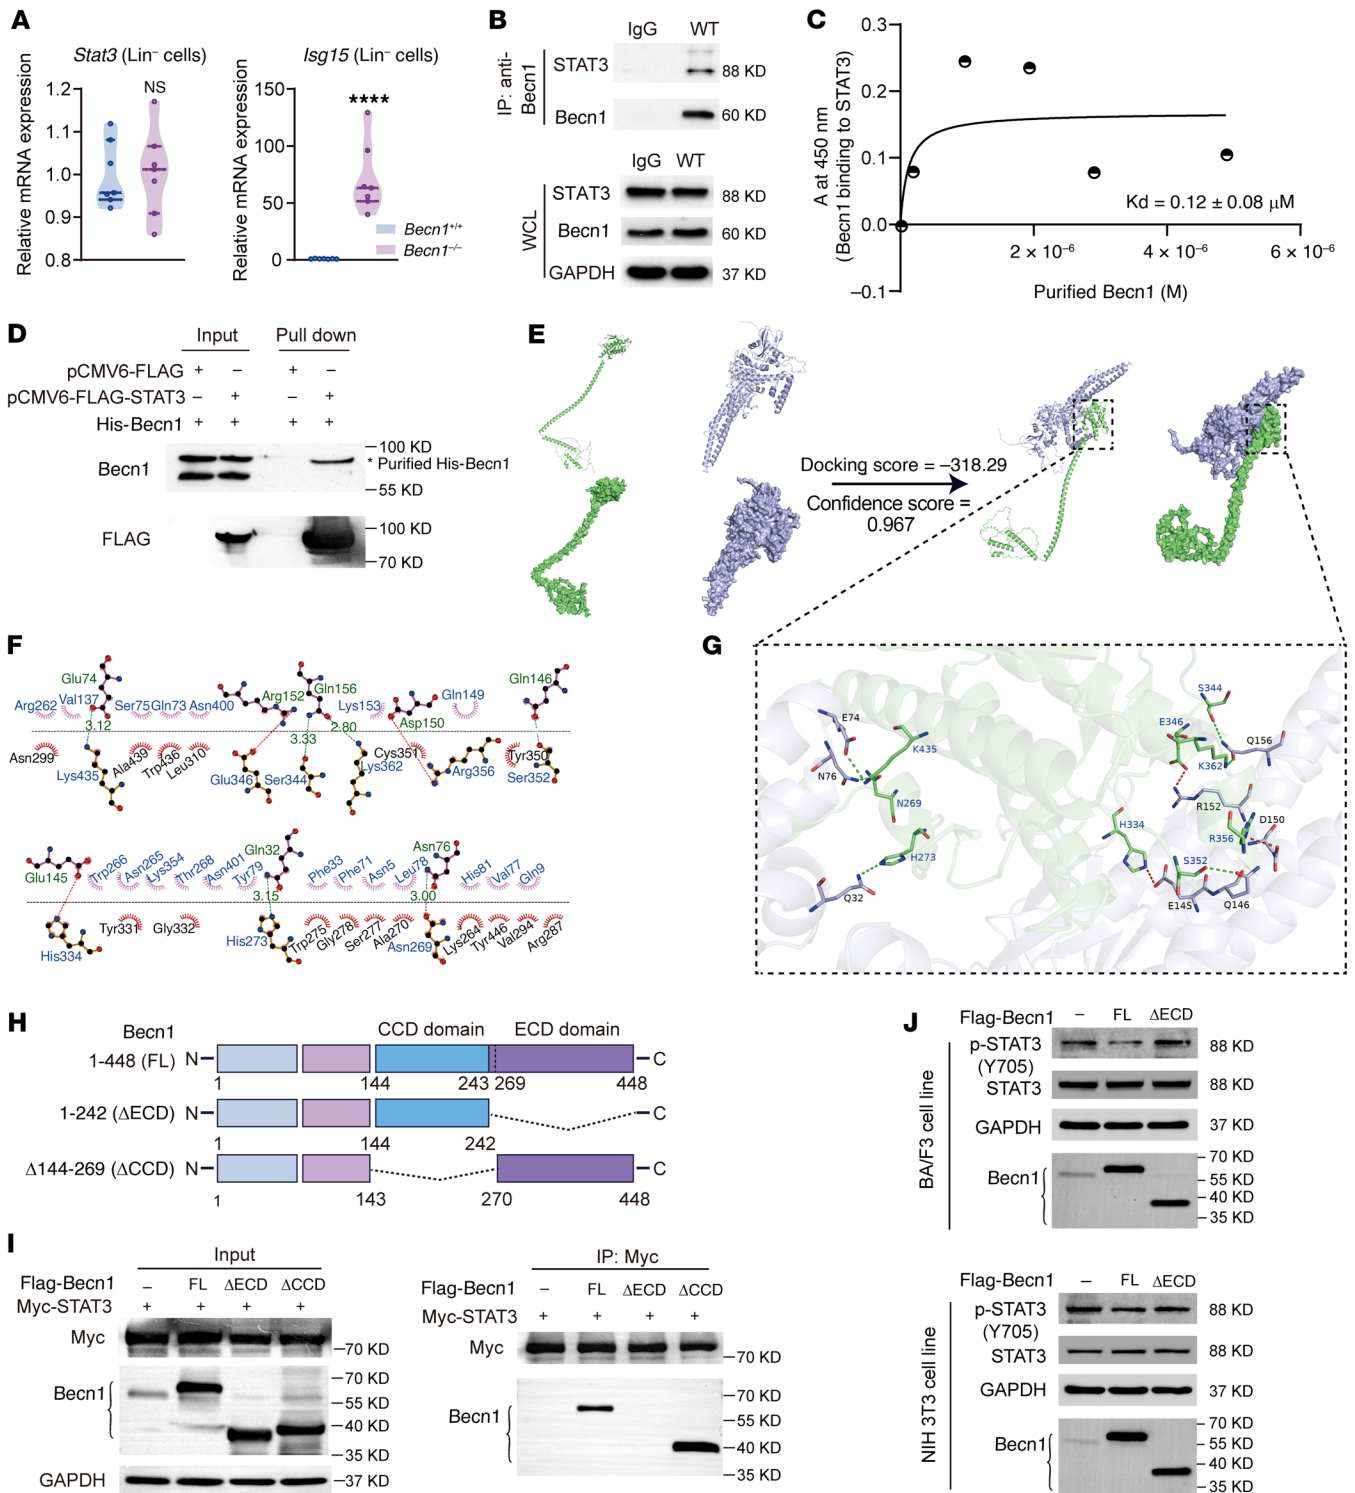 A
Stat3 (Lin– cells)
Isg15 (Lin– cells)
Relative mRNA expression
1.2
1.1
1.0
0.9
0.8
NS
Relative mRNA expression
150
100
50
0
****
Becn1+/+
Becn1–/–
B
IgG WT
IP: anti-Becn1
STAT3 88 KD
Becn1 60 KD
IgG WT
WCL
STAT3 88 KD
Becn1 60 KD
GAPDH 37 KD
C
A at 450 nm
(Becn1 binding to STAT3)
0.3
0.2
0.1
0.0
–0.1
Kd = 0.12 ± 0.08 μM
2 × 10⁻⁶ 4 × 10⁻⁶ 6 × 10⁻⁶
Purified Becn1 (M)
D
Input Pull down
pCMV6-FLAG + – + –
pCMV6-FLAG-STAT3 – + – +
His-Becn1 + + + +
Becn1
100 KD
* Purified His-Becn1
55 KD
FLAG
100 KD
70 KD
E
Docking score = –318.29
Confidence score =
0.967
F
Glu74
Arg262
Val137
Ser75
Gln73
Asn400
Arg152
Gln156
Lys153
Asp150
Gln149
Gln146
3.12
3.33
2.80
Asn299
Lys435
Ala439
Trp436
Leu310
Glu346
Ser344
Lys362
Cys351
Arg356
Tyr350
Ser352
Glu145
Trp266
Asn265
Lys354
Thr268
Asn401
Tyr79
Gln32
Phe33
Phe71
Asn5
Leu78
Asn76
His81
Val77
Gln9
3.15
3.00
His334
Tyr331
Gly332
His273
Trp275
Gly278
Ser277
Ala270
Asn269
Lys264
Tyr446
Val294
Arg287
G
E74
K435
N76
N269
H273
Q32
S344
E346
Q156
K362
R152
D150
H334
R356
S352
E145
Q146
H
Becn1
CCD domain ECD domain
1-448 (FL) N C
1 144 243 269 448
1-242 (ΔECD) N C
1 144 242
Δ144-269 (ΔCCD) N C
1 143 270 448
I
Input
Flag-Becn1 – FL ΔECD ΔCCD
Myc-STAT3 + + + +
Myc
70 KD
Becn1
70 KD
55 KD
40 KD
35 KD
GAPDH 37 KD
IP: Myc
Flag-Becn1 – FL ΔECD ΔCCD
Myc-STAT3 + + + +
Myc
70 KD
Becn1
70 KD
55 KD
40 KD
35 KD
J
BA/F3 cell line
Flag-Becn1 – FL ΔECD
p-STAT3
(Y705)
88 KD
STAT3 88 KD
GAPDH 37 KD
Becn1
70 KD
55 KD
40 KD
35 KD
NIH 3T3 cell line
Flag-Becn1 – FL ΔECD
p-STAT3
(Y705)
88 KD
STAT3 88 KD
GAPDH 37 KD
Becn1
70 KD
55 KD
40 KD
35 KD